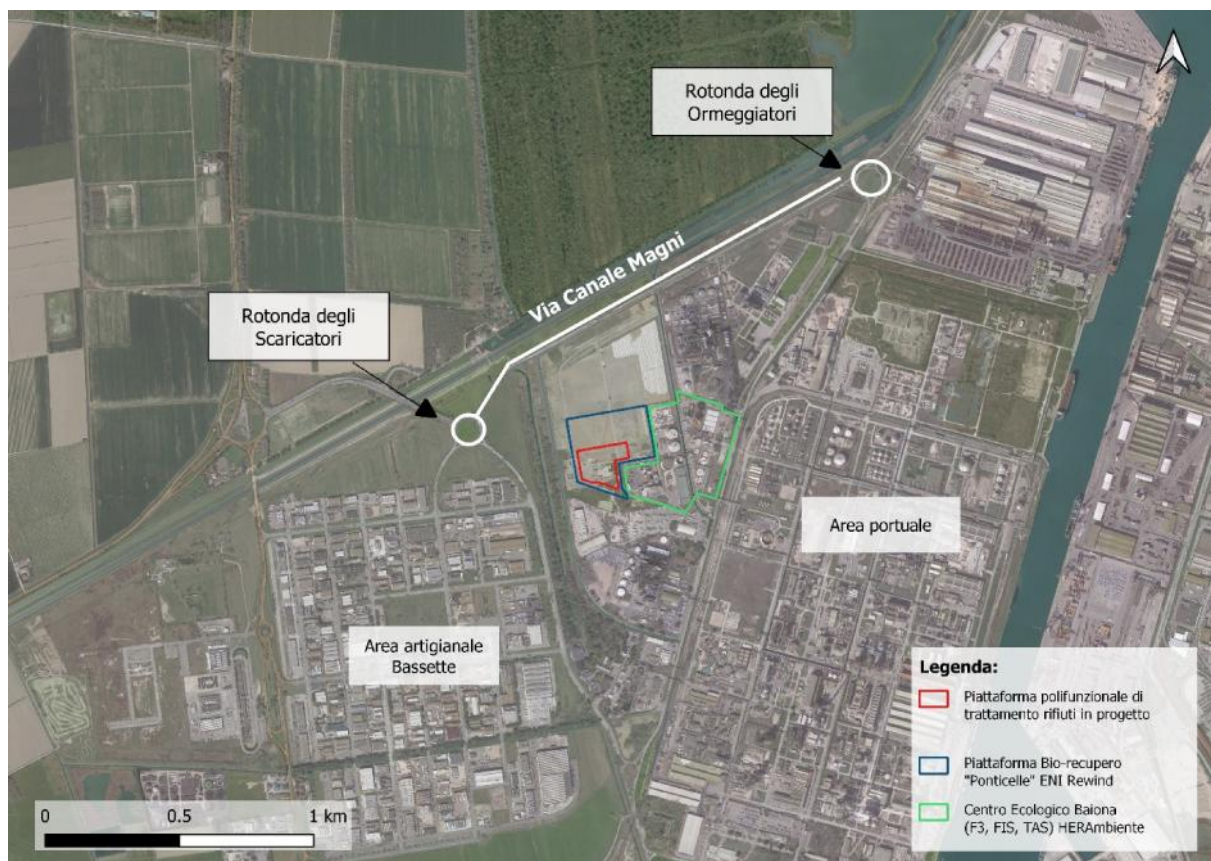 Rotonda degli
Ormeggiatori
Via Canale Magni
Rotonda degli
Scaricatori
Area portuale
Area artigianale
Bassette
Legenda:
Piattaforma polifunzionale di
trattamento rifiuti in progetto
Piattaforma Bio-recupero
"Ponticelle" ENI Rewind
Centro Ecologico Baiona
(F3, FIS, TAS) HERAmbiente
0 0.5 1 km